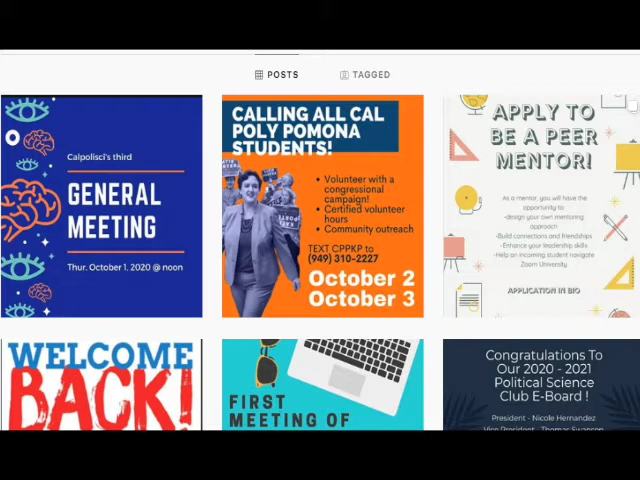 POSTS
TAGGED
Calpolisci's third
GENERAL
MEETING
Thur. October 1, 2020 @ noon
CALLING ALL CAL
POLY POMONA
STUDENTS!
• Volunteer with a
congressional
campaign!
• Certified volunteer
hours
• Community outreach
TEXT CPPKP to
(949) 310-2227
October 2
October 3
APPLY TO
BE A PEER
MENTOR!
As a mentor, you will have the
opportunity to
-design your own mentoring
approach
-Build connections and friendships
-Enhance your leadership skills
-Help an incoming student navigate
Zoom University
APPLICATION IN BIO
WELCOME
BACK!
FIRST
MEETING OF
Congratulations To
Our 2020 - 2021
Political Science
Club E-Board !
President - Nicole Hernandez
Vice President - Thomas Swanson